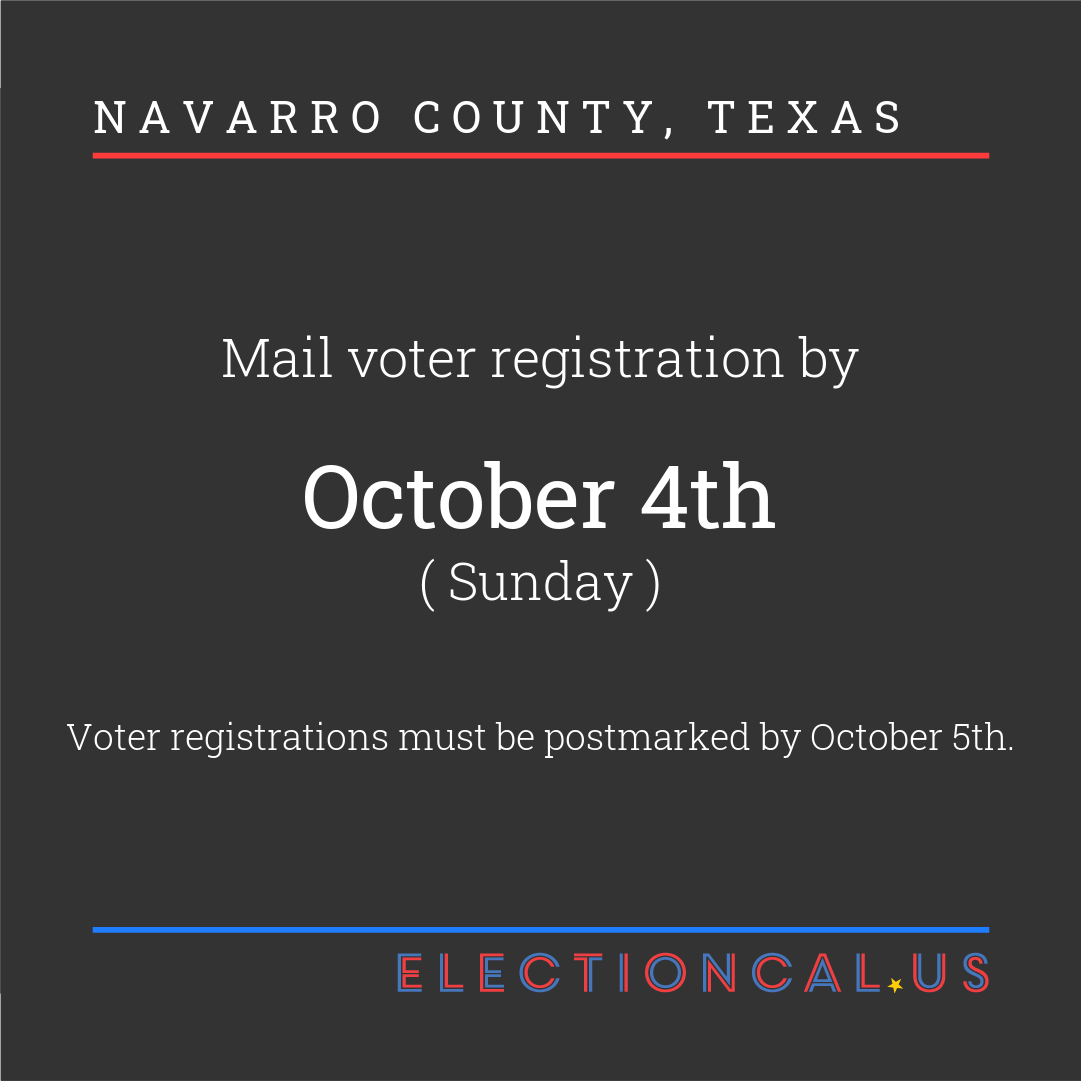 NAVARRO COUNTY, TEXAS
Mail voter registration by
October 4th
( Sunday )
Voter registrations must be postmarked by October 5th.
ELECTIONCAL.US